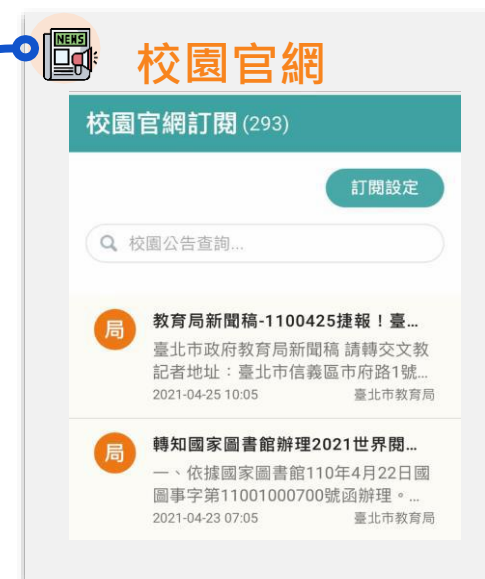 NEWS
校園官網
校園官網訂閱 (293)
訂閱設定
校園公告查詢...
局
教育局新聞稿-1100425捷報！臺...
臺北市政府教育局新聞稿 請轉交文教
記者地址：臺北市信義區市府路1號...
2021-04-25 10:05 臺北市教育局
局
轉知國家圖書館辦理2021世界閱...
一、依據國家圖書館110年4月22日國
圖事字第11001000700號函辦理。...
2021-04-23 07:05 臺北市教育局